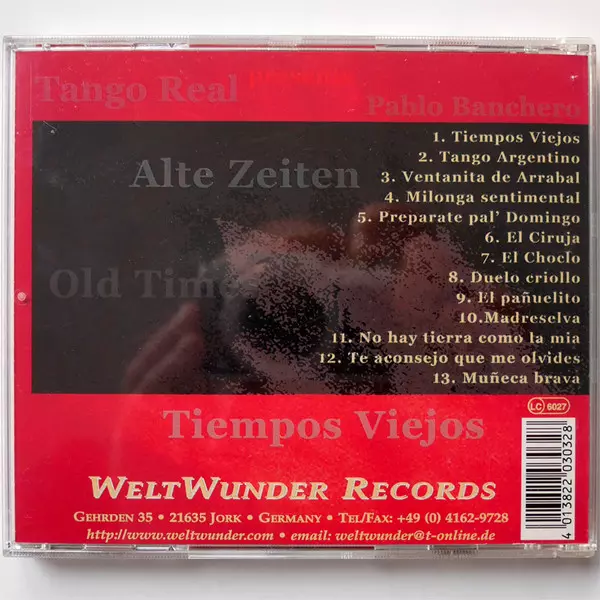 Tango Real
Pablo Banchero
Alte Zeiten
Old Times
Tiempos Viejos
1. Tiempos Viejos
2. Tango Argentino
3. Ventanita de Arrabal
4. Milonga sentimental
5. Preparate pal' Domingo
6. El Ciruja
7. El Choclo
8. Duelo criollo
9. El pañuelito
10.Madreselva
11. No hay tierra como la mia
12. Te aconsejo que me olvides
13. Muñeca brava
LC 6027
4 013822 030328
WELTWUNDER RECORDS
GEHRDEN 35 • 21635 JORK • GERMANY • TEL/FAX: +49 (0) 4162-9728
http://www.weltwunder.com • email: weltwunder@t-online.de